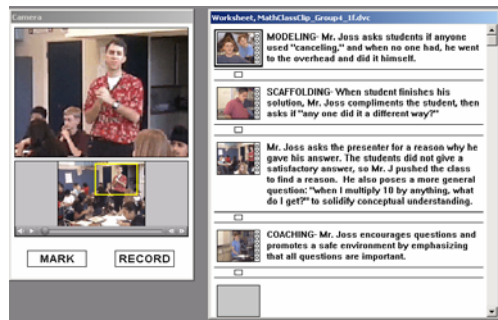 Camera
MARK
RECORD
Worksheet, MathClassClip_Group4_1f.dvc
MODELING- Mr. Joss asks students if anyone
used "canceling," and when no one had, he went
to the overhead and did it himself.
SCAFFOLDING- When student finishes his
solution, Mr. Joss compliments the student, then
asks if "any one did it a different way?"
Mr. Joss asks the presenter for a reason why he
gave his answer. The students did not give a
satisfactory answer, so Mr. J pushed the class
to find a reason.  He also poses a more general
question: "when I multiply 10 by anything, what
do I get?" to solidify conceptual understanding.
COACHING- Mr. Joss encourages questions and
promotes a safe environment by emphasizing
that all questions are important.